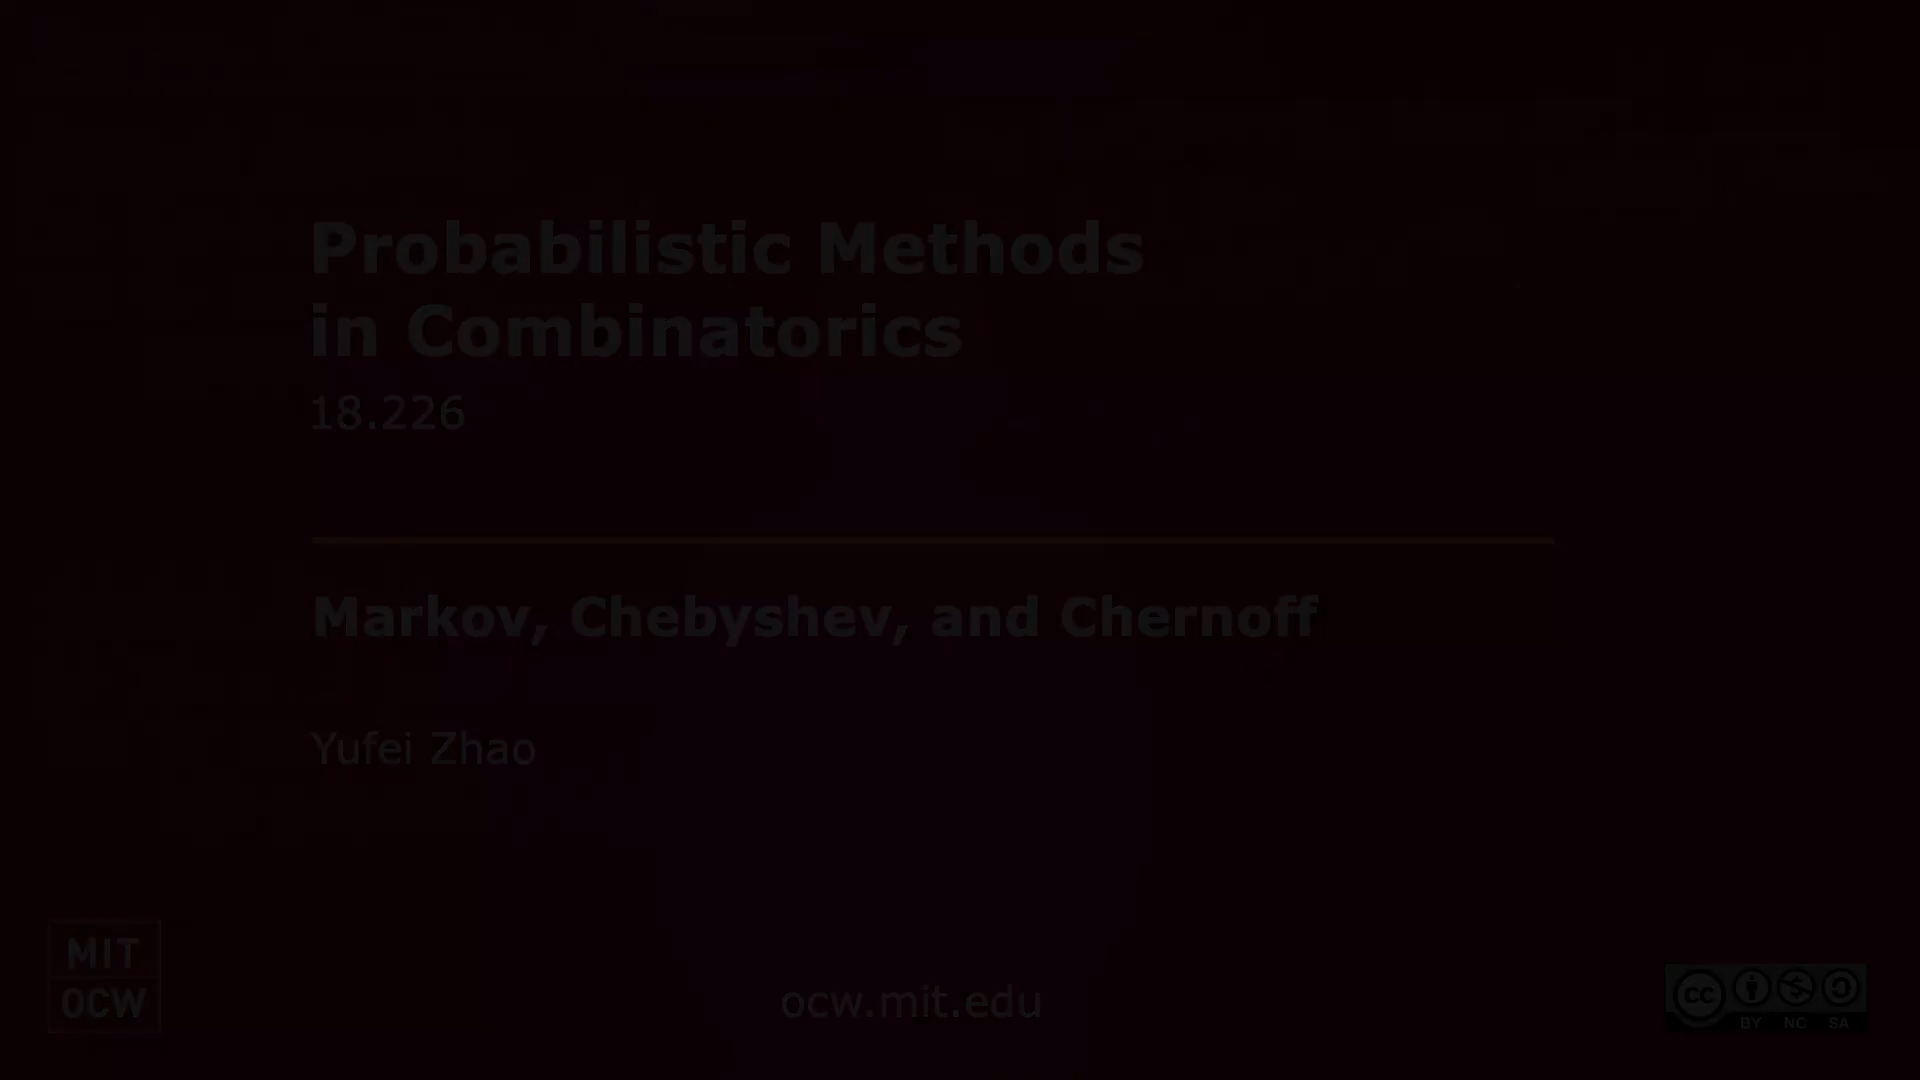 Probabilistic Methods
in Combinatorics
18.226
Markov, Chebyshev, and Chernoff
Yufei Zhao
MIT
OCW
ocw.mit.edu
cc
BY NC SA